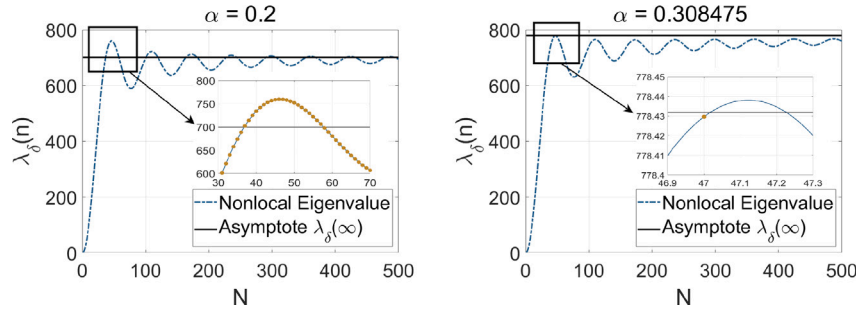 α = 0.2
800
600
400
200
0
λδ(n)
800
750
700
650
600
30 40 50 60 70
Nonlocal Eigenvalue
Asymptote λδ(∞)
0 100 200 300 400 500
N
α = 0.308475
800
600
400
200
0
λδ(n)
778.45
778.44
778.43
778.42
778.41
778.4
46.9 47 47.1 47.2 47.3
Nonlocal Eigenvalue
Asymptote λδ(∞)
0 100 200 300 400 500
N